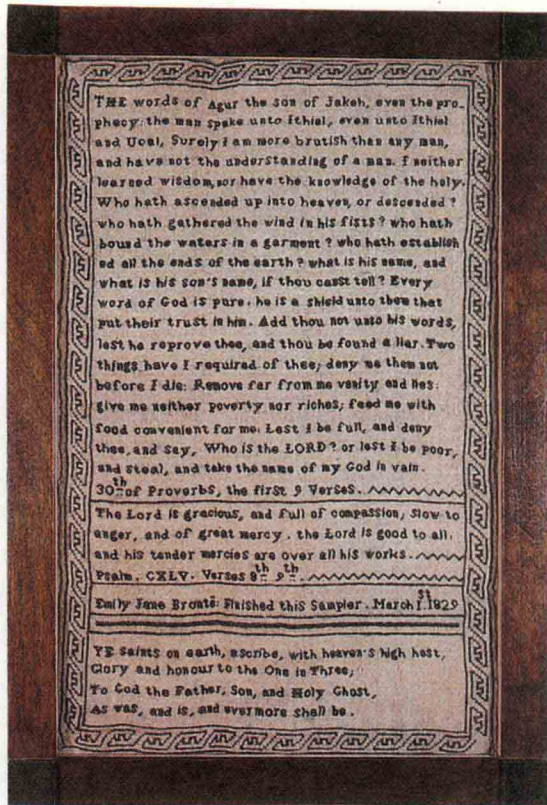 THE words of Agur the son of Jakeh, even the pro-
phecy: the man spake unto Ithiel, even unto Ithiel
and Ucal, Surely I am more brutish than any man,
and have not the understanding of a man. I neither
learned wisdom, nor have the knowledge of the holy.
Who hath ascended up into heaven, or descended?
who hath gathered the wind in his fists? who hath
bound the waters in a garment? who hath establish
ed all the ends of the earth? what is his name, and
what is his son's name, if thou canst tell? Every
word of God is pure. he is a shield unto them that
put their trust in him. Add thou not unto his words,
lest he reprove thee, and thou be found a liar. Two
things have I required of thee; deny me them not
before I die: Remove far from me vanity and lies:
give me neither poverty nor riches; feed me with
food convenient for me: Lest I be full, and deny
thee, and say, Who is the LORD? or lest I be poor,
and steal, and take the name of my God in vain.
30th of Proverbs, the first 9 Verses.
The Lord is gracious, and full of compassion; slow to
anger, and of great mercy. the Lord is good to all:
and his tender mercies are over all his works.
Psalm. CXLV. Verses 8th 9th.
Emily Jane Brontë: Finished this Sampler. March 1st 1829
YE saints on earth, ascribe, with heaven's high host,
Glory and honour to the One in Three;
To God the Father, Son, and Holy Ghost,
As was, and is, and evermore shall be.